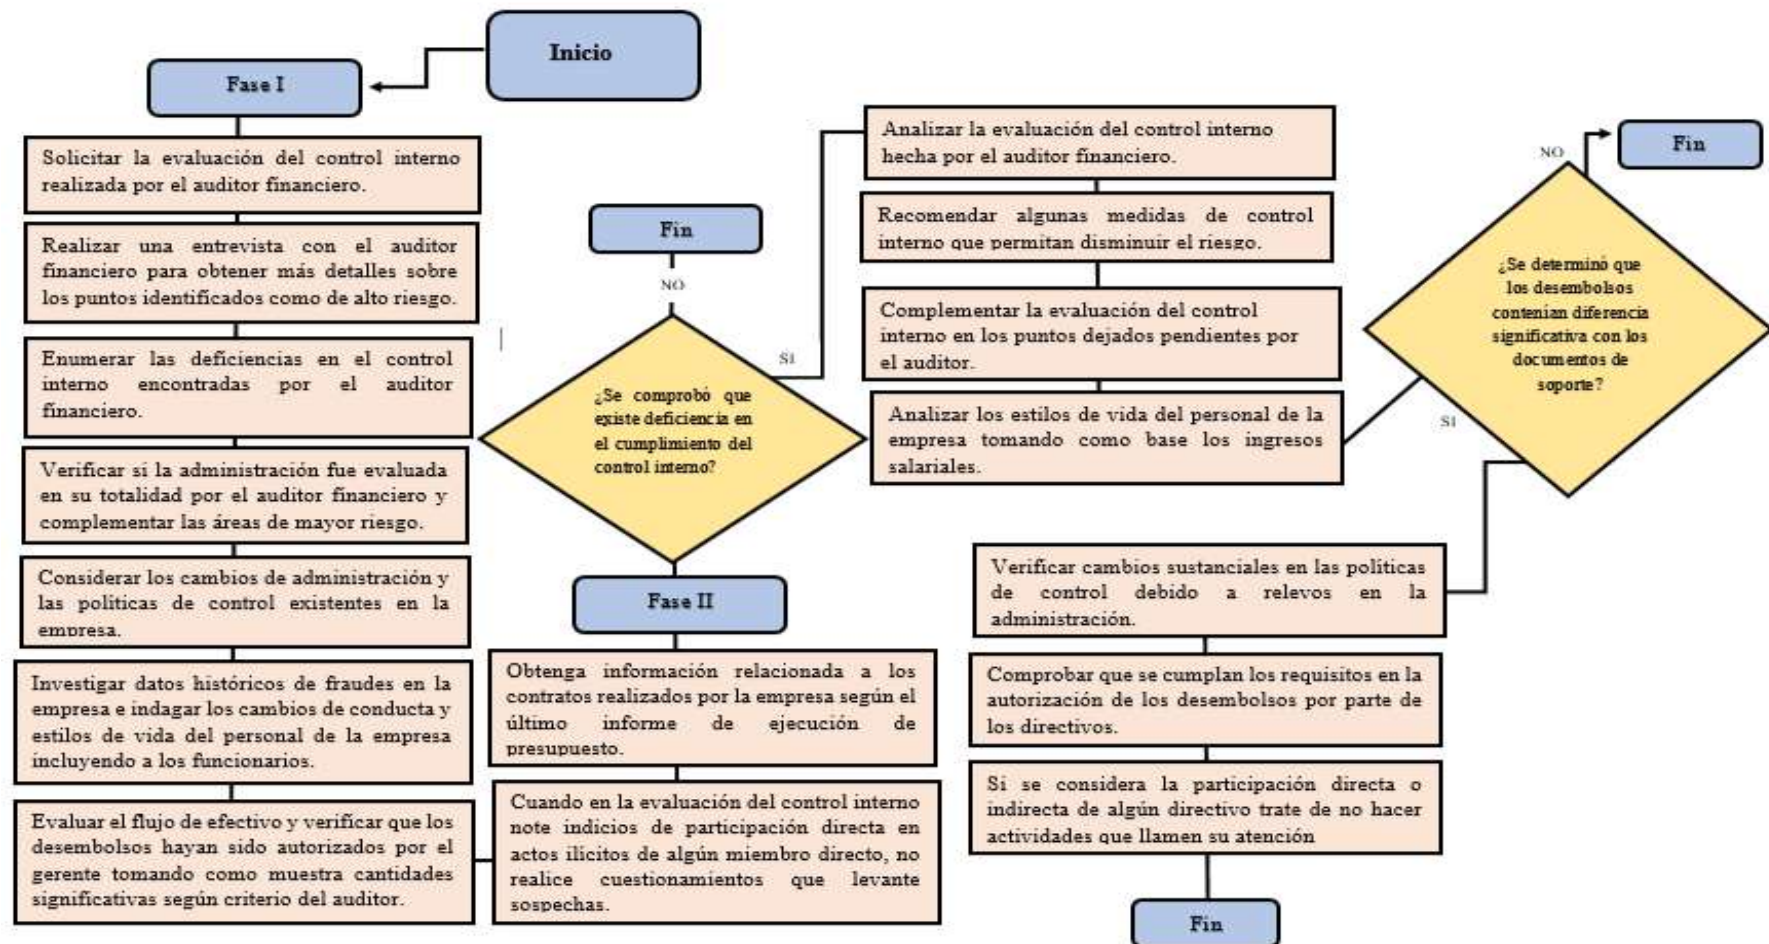 Inicio
Fase I
Solicitar la evaluación del control interno
realizada por el auditor financiero.
Realizar una entrevista con el auditor
financiero para obtener más detalles sobre
los puntos identificados como de alto riesgo.
Enumerar las deficiencias en el control
interno encontradas por el auditor
financiero.
Verificar si la administración fue evaluada
en su totalidad por el auditor financiero y
complementar las áreas de mayor riesgo.
Considerar los cambios de administración y
las políticas de control existentes en la
empresa.
Investigar datos históricos de fraudes en la
empresa e indagar los cambios de conducta y
estilos de vida del personal de la empresa
incluyendo a los funcionarios.
Evaluar el flujo de efectivo y verificar que los
desembolsos hayan sido autorizados por el
gerente tomando como muestra cantidades
significativas según criterio del auditor.
Cuando en la evaluación del control interno
note indicios de participación directa en
actos ilícitos de algún miembro directo, no
realice cuestionamientos que levante
sospechas.
Obtenga información relacionada a los
contratos realizados por la empresa según el
último informe de ejecución de
presupuesto.
Fase II
¿Se comprobó que
existe deficiencia en
el cumplimiento del
control interno?
NO
Fin
SI
Analizar la evaluación del control interno
hecha por el auditor financiero.
Recomendar algunas medidas de control
interno que permitan disminuir el riesgo.
Complementar la evaluación del control
interno en los puntos dejados pendientes por
el auditor.
Analizar los estilos de vida del personal de la
empresa tomando como base los ingresos
salariales.
¿Se determinó que
los desembolsos
contenían diferencia
significativa con los
documentos de
soporte?
NO
Fin
SI
Verificar cambios sustanciales en las políticas
de control debido a relevos en la
administración.
Comprobar que se cumplan los requisitos en la
autorización de los desembolsos por parte de
los directivos.
Si se considera la participación directa o
indirecta de algún directivo trate de no hacer
actividades que llamen su atención
Fin